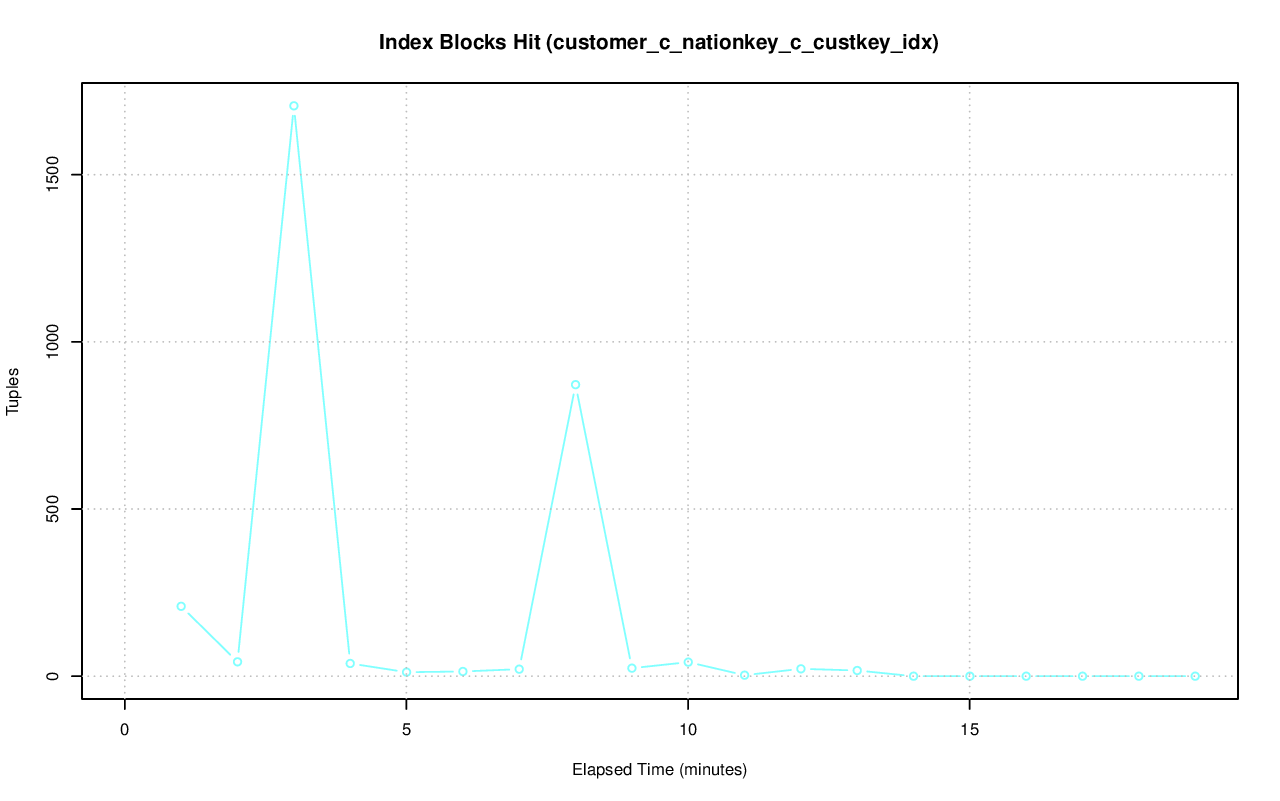 Index Blocks Hit (customer_c_nationkey_c_custkey_idx)
Tuples
1500
1000
500
0
0 5 10 15
Elapsed Time (minutes)